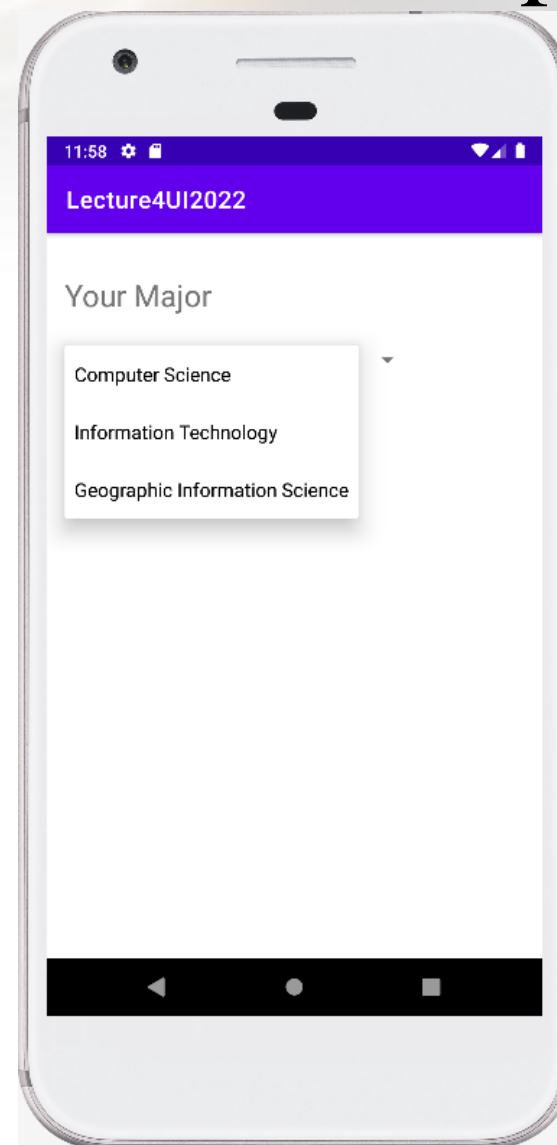 11:58
Lecture4UI2022
Your Major
Computer Science
Information Technology
Geographic Information Science